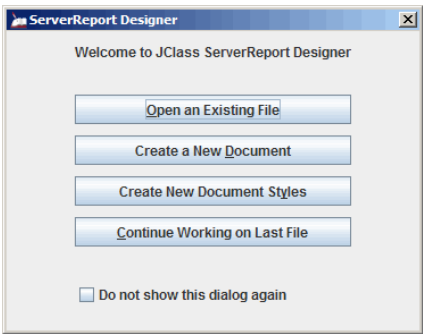 ServerReport Designer
Welcome to JClass ServerReport Designer
Open an Existing File
Create a New Document
Create New Document Styles
Continue Working on Last File
Do not show this dialog again